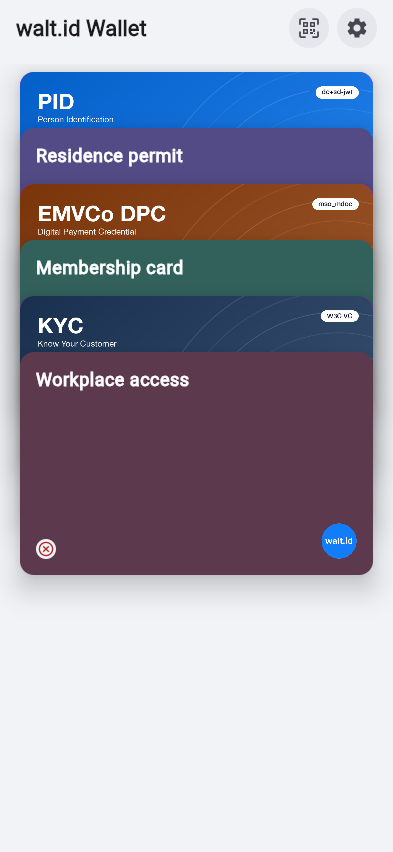 walt.id Wallet
PID
dc+sd-jwt
Person Identification
Residence permit
EMVCo DPC
mso_mdoc
Digital Payment Credential
Membership card
KYC
W3C VC
Know Your Customer
Workplace access
walt.id